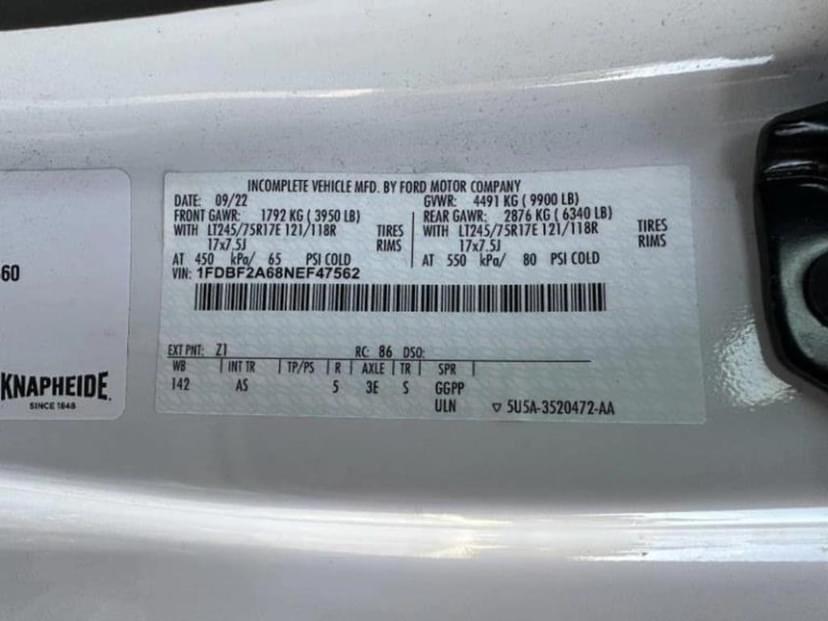 INCOMPLETE VEHICLE MFD. BY FORD MOTOR COMPANY
DATE: 09/22 GVWR: 4491 KG ( 9900 LB)
FRONT GAWR: 1792 KG ( 3950 LB) REAR GAWR: 2876 KG ( 6340 LB)
WITH LT245/75R17E 121/118R TIRES WITH LT245/75R17E 121/118R TIRES
17x7.5J RIMS 17x7.5J RIMS
AT 450 kPa/ 65 PSI COLD AT 550 kPa/ 80 PSI COLD
VIN: 1FDBF2A68NEF47562
EXT PNT: Z1 RC: 86 DSO:
WB INT TR TP/PS R AXLE TR SPR
142 AS 5 3E S GGPP
ULN ▽ 5U5A-3520472-AA
60
KNAPHEIDE
SINCE 1848